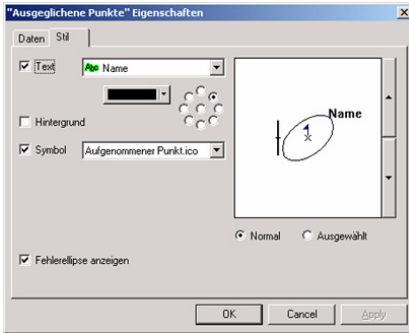 "Ausgeglichene Punkte" Eigenschaften
Daten Stil
Text
Abc Name
Hintergrund
Symbol
Aufgenommener Punkt.ico
Name
Normal Ausgewählt
Fehlerellipse anzeigen
OK Cancel Apply